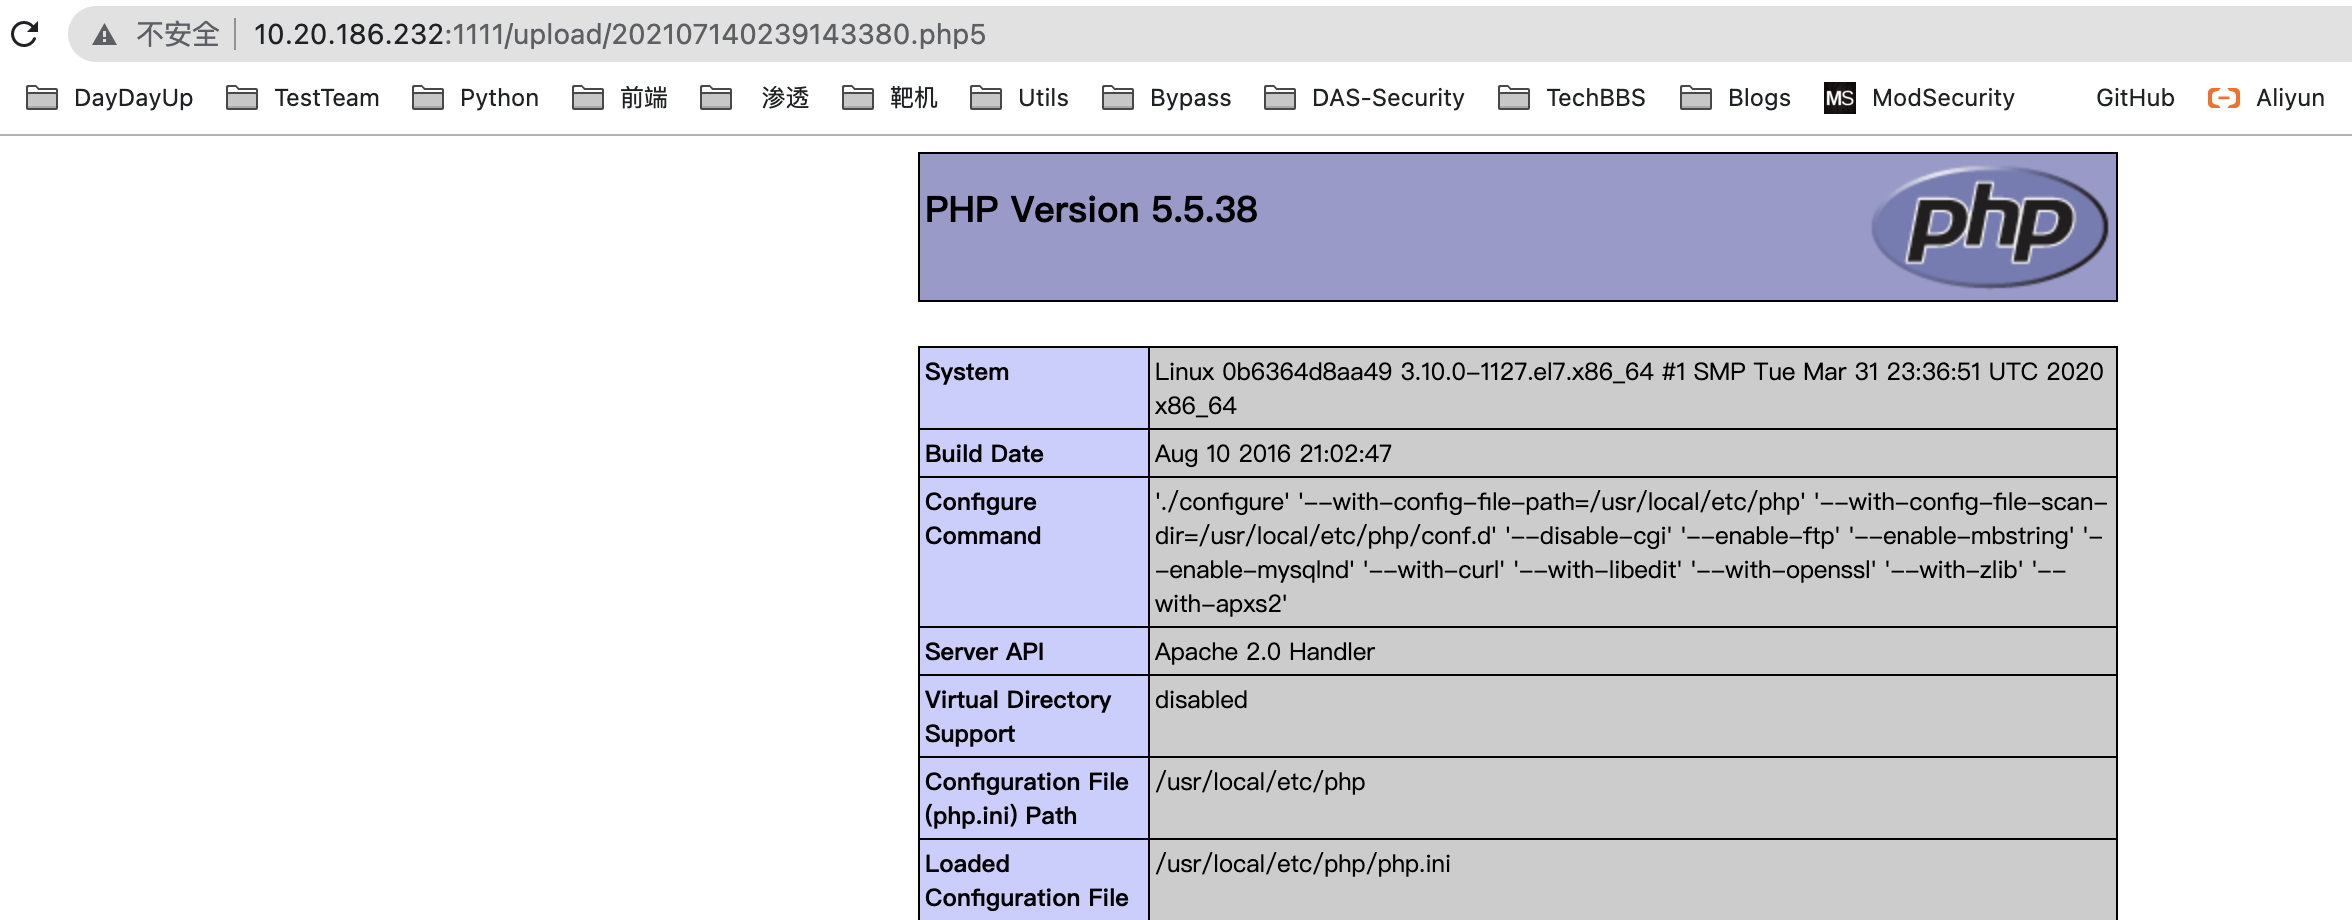 不安全 10.20.186.232:1111/upload/202107140239143380.php5
DayDayUp TestTeam Python 前端 渗透 靶机 Utils Bypass DAS-Security TechBBS Blogs MS ModSecurity GitHub Aliyun
PHP Version 5.5.38
php
System
Linux 0b6364d8aa49 3.10.0-1127.el7.x86_64 #1 SMP Tue Mar 31 23:36:51 UTC 2020
x86_64
Build Date
Aug 10 2016 21:02:47
Configure
Command
'./configure' '--with-config-file-path=/usr/local/etc/php' '--with-config-file-scan-
dir=/usr/local/etc/php/conf.d' '--disable-cgi' '--enable-ftp' '--enable-mbstring' '-
-enable-mysqlnd' '--with-curl' '--with-libedit' '--with-openssl' '--with-zlib' '--
with-apxs2'
Server API
Apache 2.0 Handler
Virtual Directory
Support
disabled
Configuration File
(php.ini) Path
/usr/local/etc/php
Loaded
Configuration File
/usr/local/etc/php/php.ini